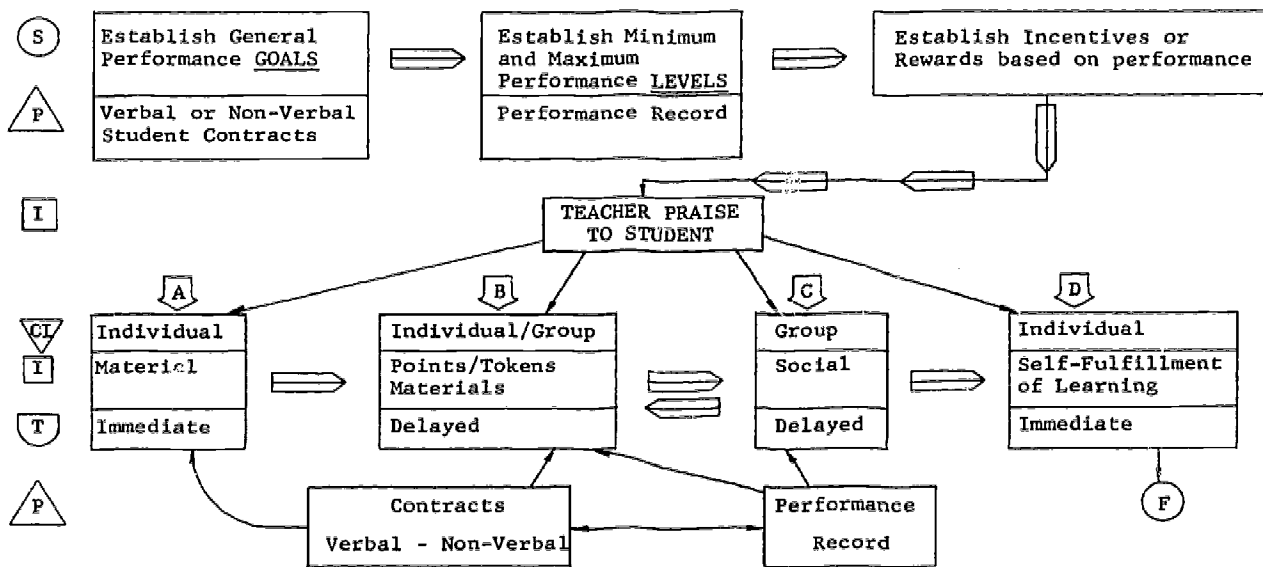 S
Establish General
Performance GOALS
Establish Minimum
and Maximum
Performance LEVELS
Establish Incentives or
Rewards based on performance
P
Verbal or Non-Verbal
Student Contracts
Performance Record
I
TEACHER PRAISE
TO STUDENT
A
B
C
D
CL
Individual
Individual/Group
Group
Individual
I
Material
Points/Tokens
Materials
Social
Self-Fulfillment
of Learning
T
Immediate
Delayed
Delayed
Immediate
P
Contracts
Verbal - Non-Verbal
Performance
Record
F